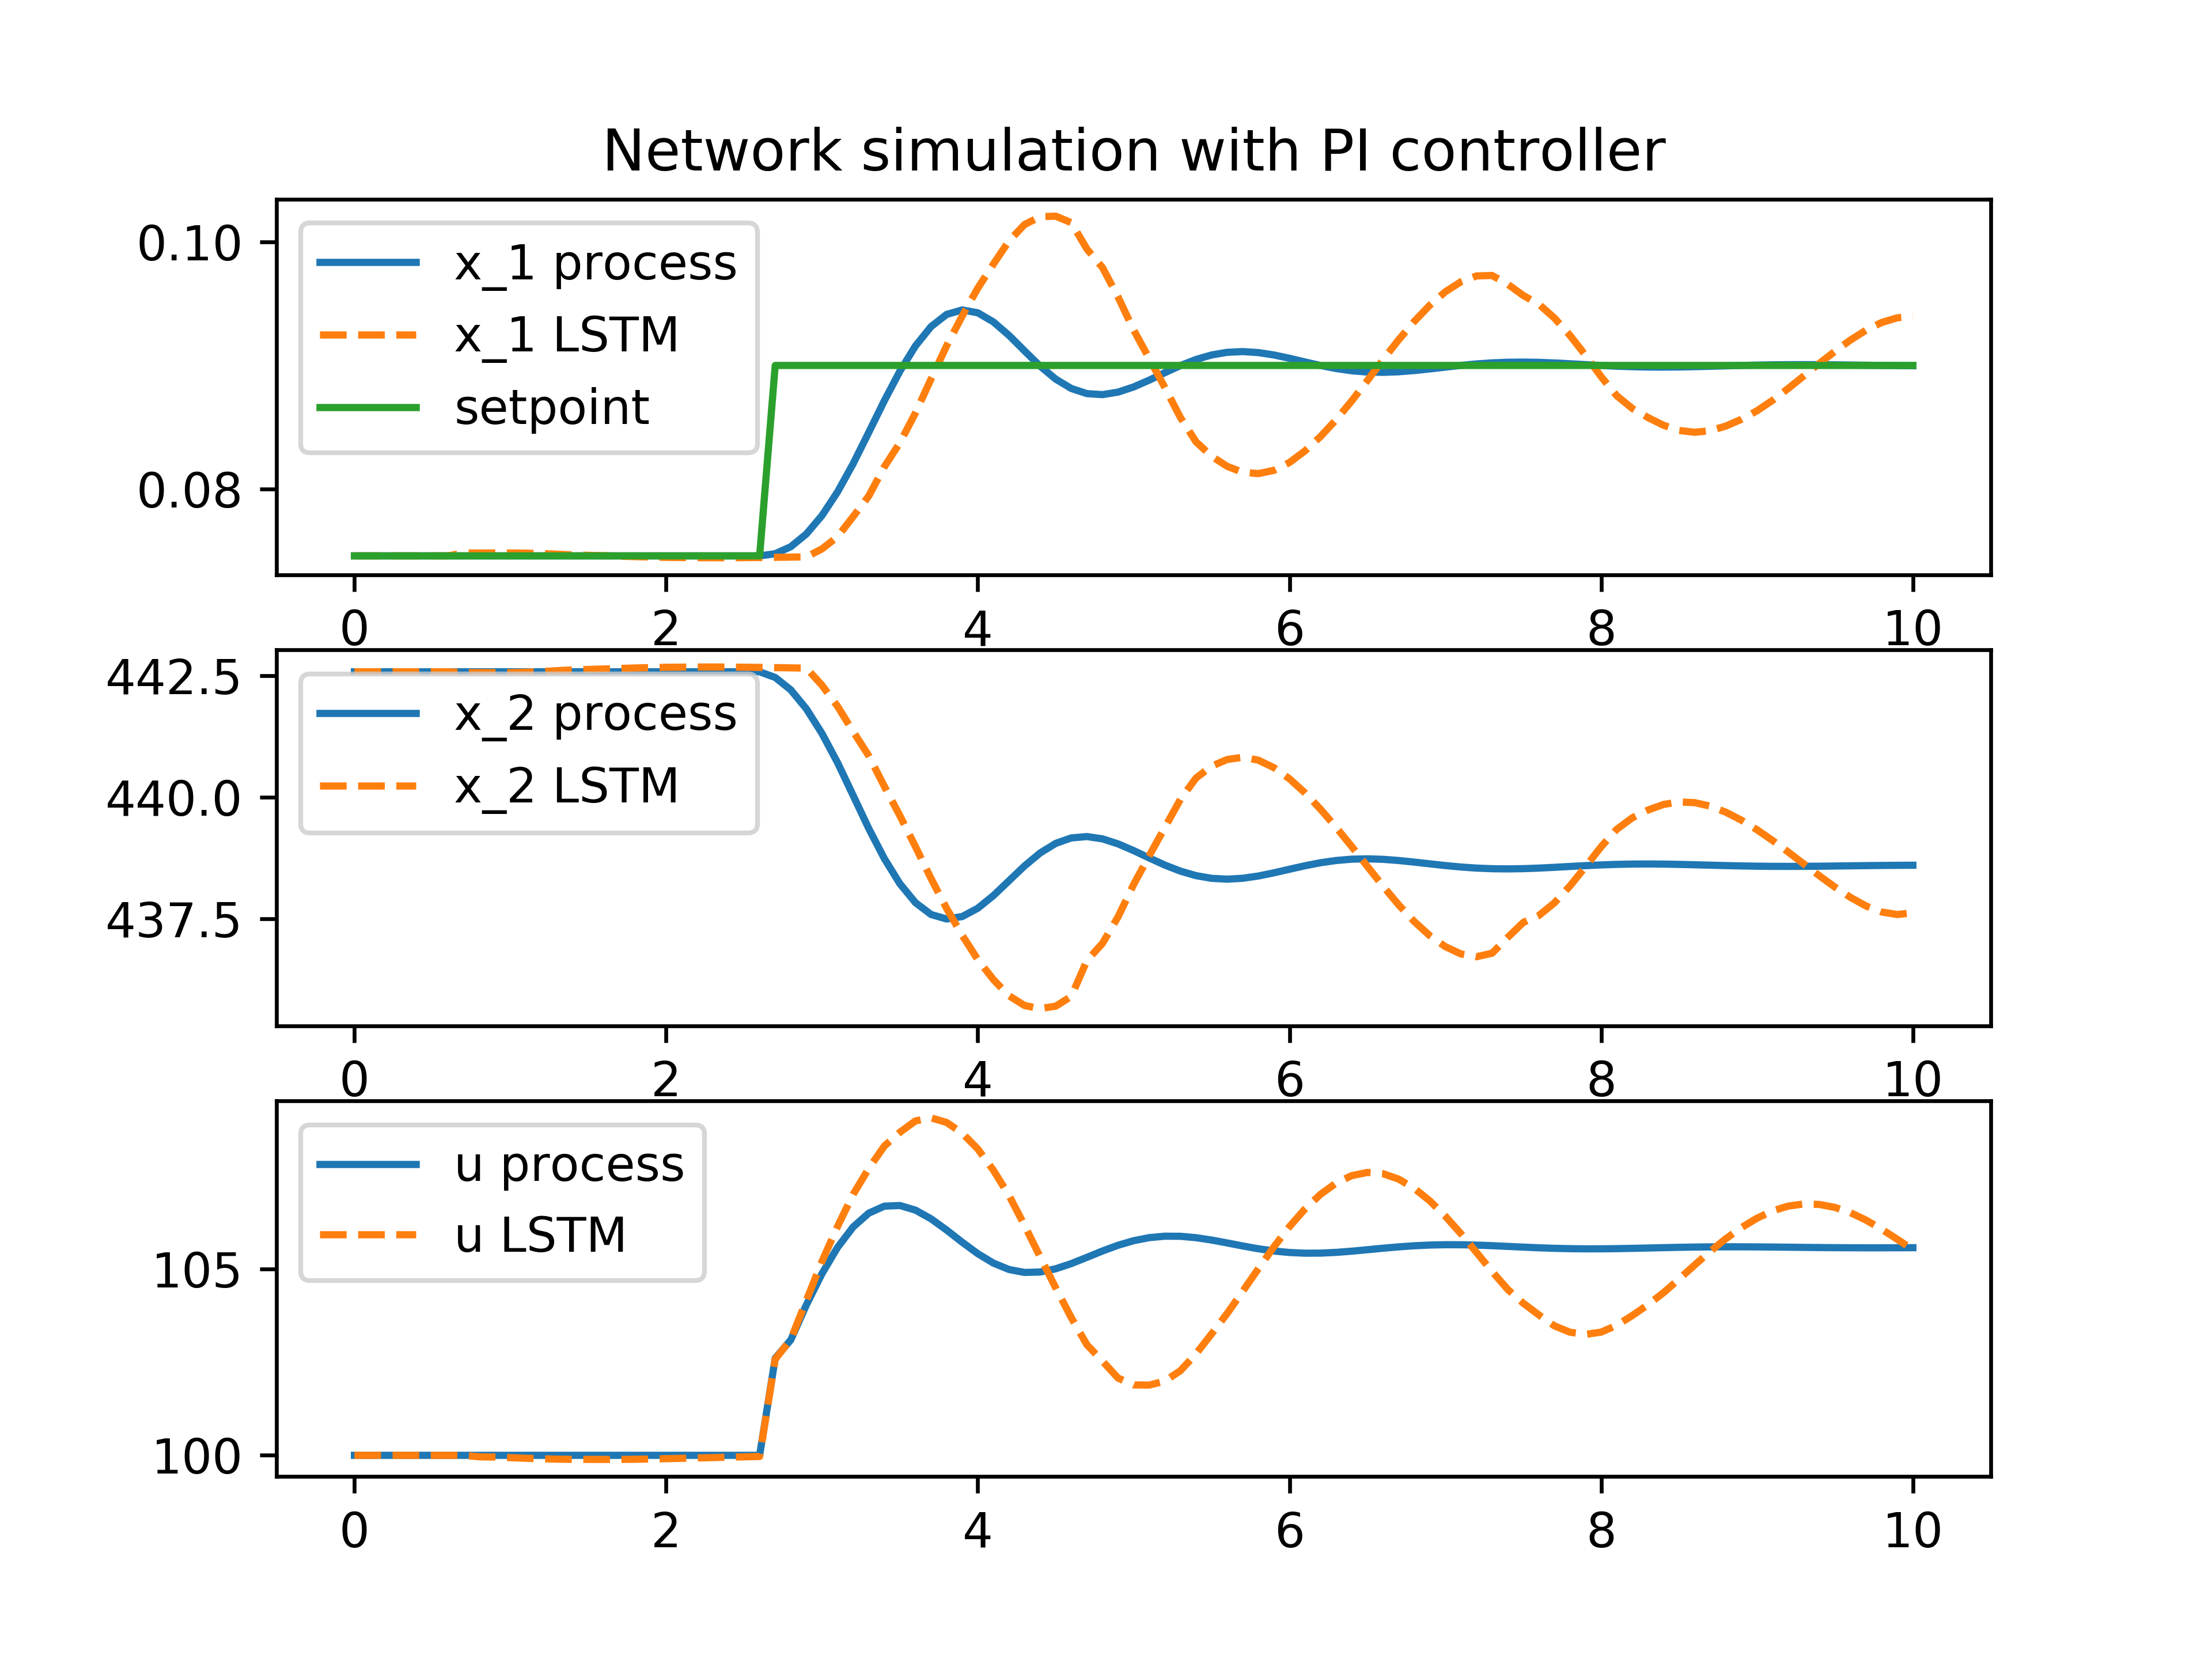 Network simulation with PI controller
0.10
0.08
x_1 process
x_1 LSTM
setpoint
0 2 4 6 8 10
442.5
440.0
437.5
x_2 process
x_2 LSTM
0 2 4 6 8 10
105
100
u process
u LSTM
0 2 4 6 8 10